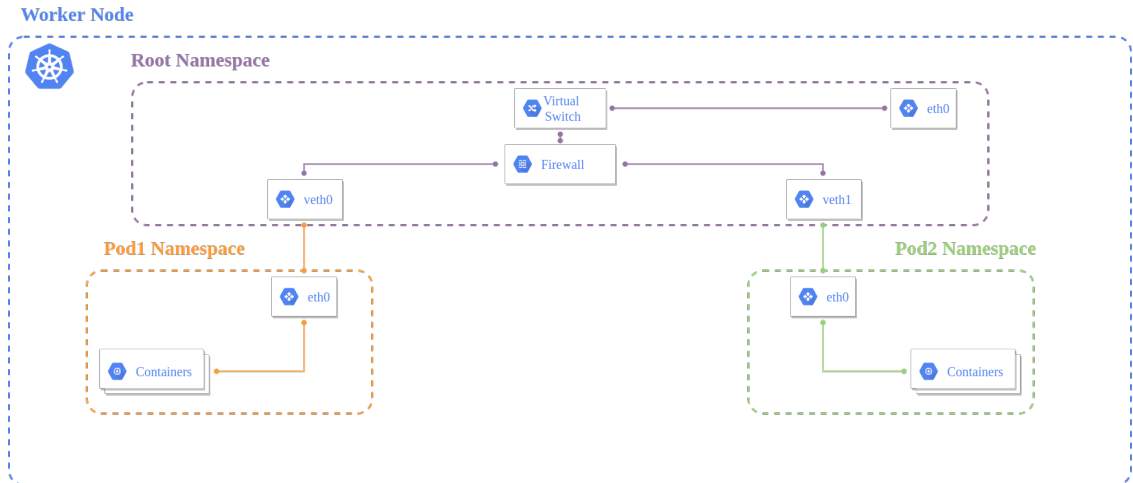 Worker Node
Root Namespace
Virtual
Switch
eth0
Firewall
veth0
veth1
Pod1 Namespace
Pod2 Namespace
eth0
eth0
Containers
Containers